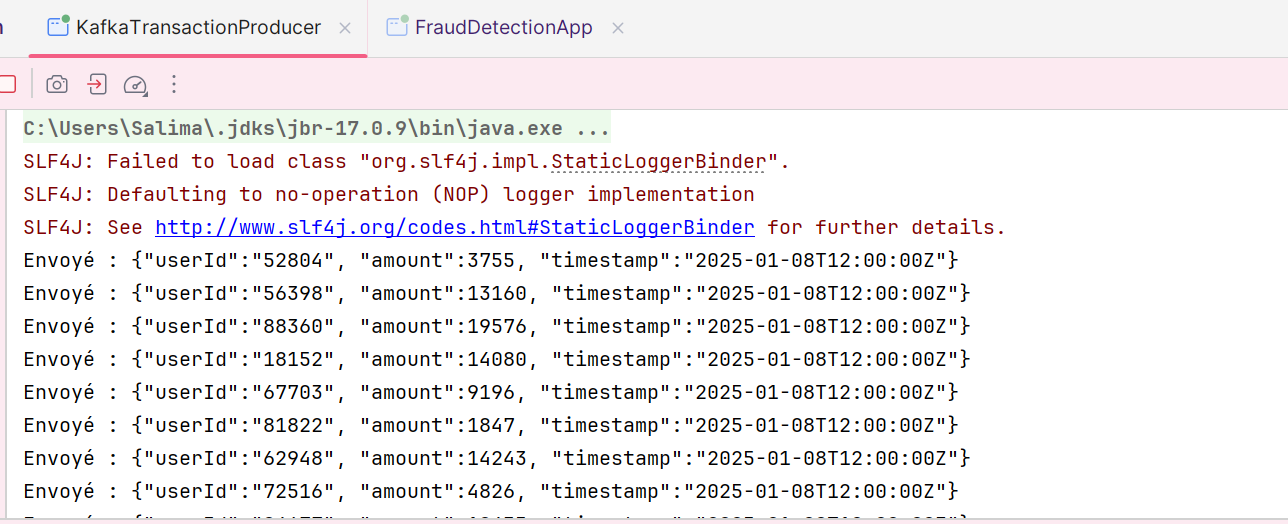 KafkaTransactionProducer FraudDetectionApp
C:\Users\Salima\.jdks\jbr-17.0.9\bin\java.exe ...
SLF4J: Failed to load class "org.slf4j.impl.StaticLoggerBinder".
SLF4J: Defaulting to no-operation (NOP) logger implementation
SLF4J: See http://www.slf4j.org/codes.html#StaticLoggerBinder for further details.
Envoyé : {"userId":"52804", "amount":3755, "timestamp":"2025-01-08T12:00:00Z"}
Envoyé : {"userId":"56398", "amount":13160, "timestamp":"2025-01-08T12:00:00Z"}
Envoyé : {"userId":"88360", "amount":19576, "timestamp":"2025-01-08T12:00:00Z"}
Envoyé : {"userId":"18152", "amount":14080, "timestamp":"2025-01-08T12:00:00Z"}
Envoyé : {"userId":"67703", "amount":9196, "timestamp":"2025-01-08T12:00:00Z"}
Envoyé : {"userId":"81822", "amount":1847, "timestamp":"2025-01-08T12:00:00Z"}
Envoyé : {"userId":"62948", "amount":14243, "timestamp":"2025-01-08T12:00:00Z"}
Envoyé : {"userId":"72516", "amount":4826, "timestamp":"2025-01-08T12:00:00Z"}